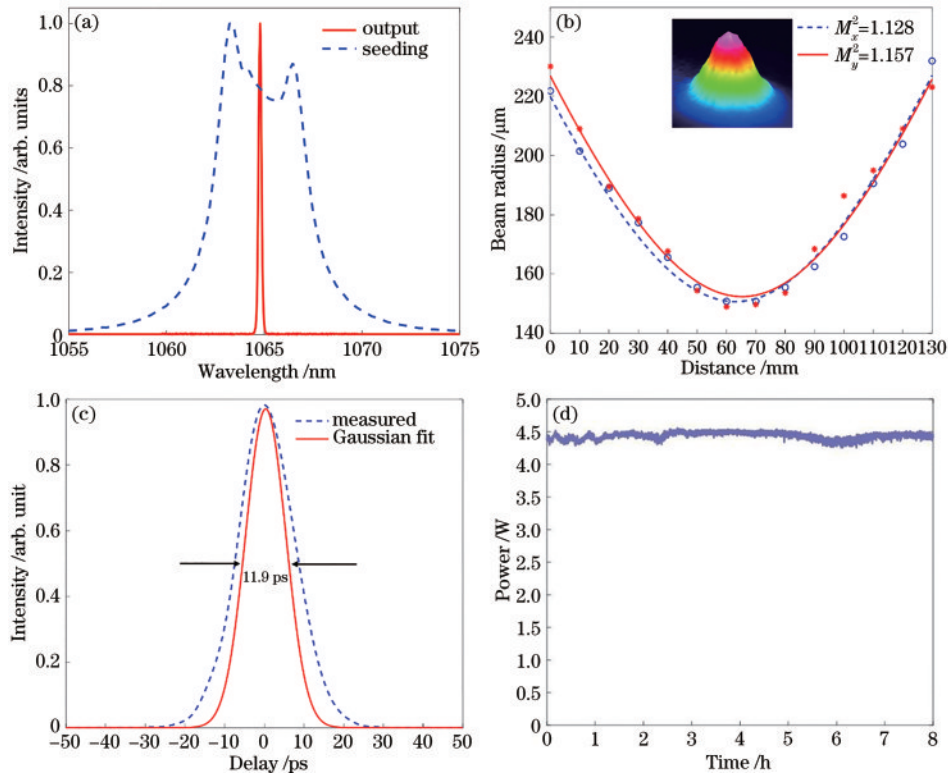 (a)
output
seeding
Intensity /arb. units
1.0
0.8
0.6
0.4
0.2
0
1055
1060
1065
1070
1075
Wavelength /nm
(b)
M²ₓ=1.128
M²ᵧ=1.157
Beam radius/μm
240
220
200
180
160
140
0 10 20 30 40 50 60 70 80 90 100 110 120 130
Distance /mm
(c)
measured
Gaussian fit
11.9 ps
Intensity /arb. unit
1.0
0.8
0.6
0.4
0.2
0
−50 −40 −30 −20 −10 0 10 20 30 40 50
Delay /ps
(d)
Power /W
5.0
4.5
4.0
3.5
3.0
2.5
2.0
1.5
1.0
0.5
0
0 1 2 3 4 5 6 7 8
Time /h